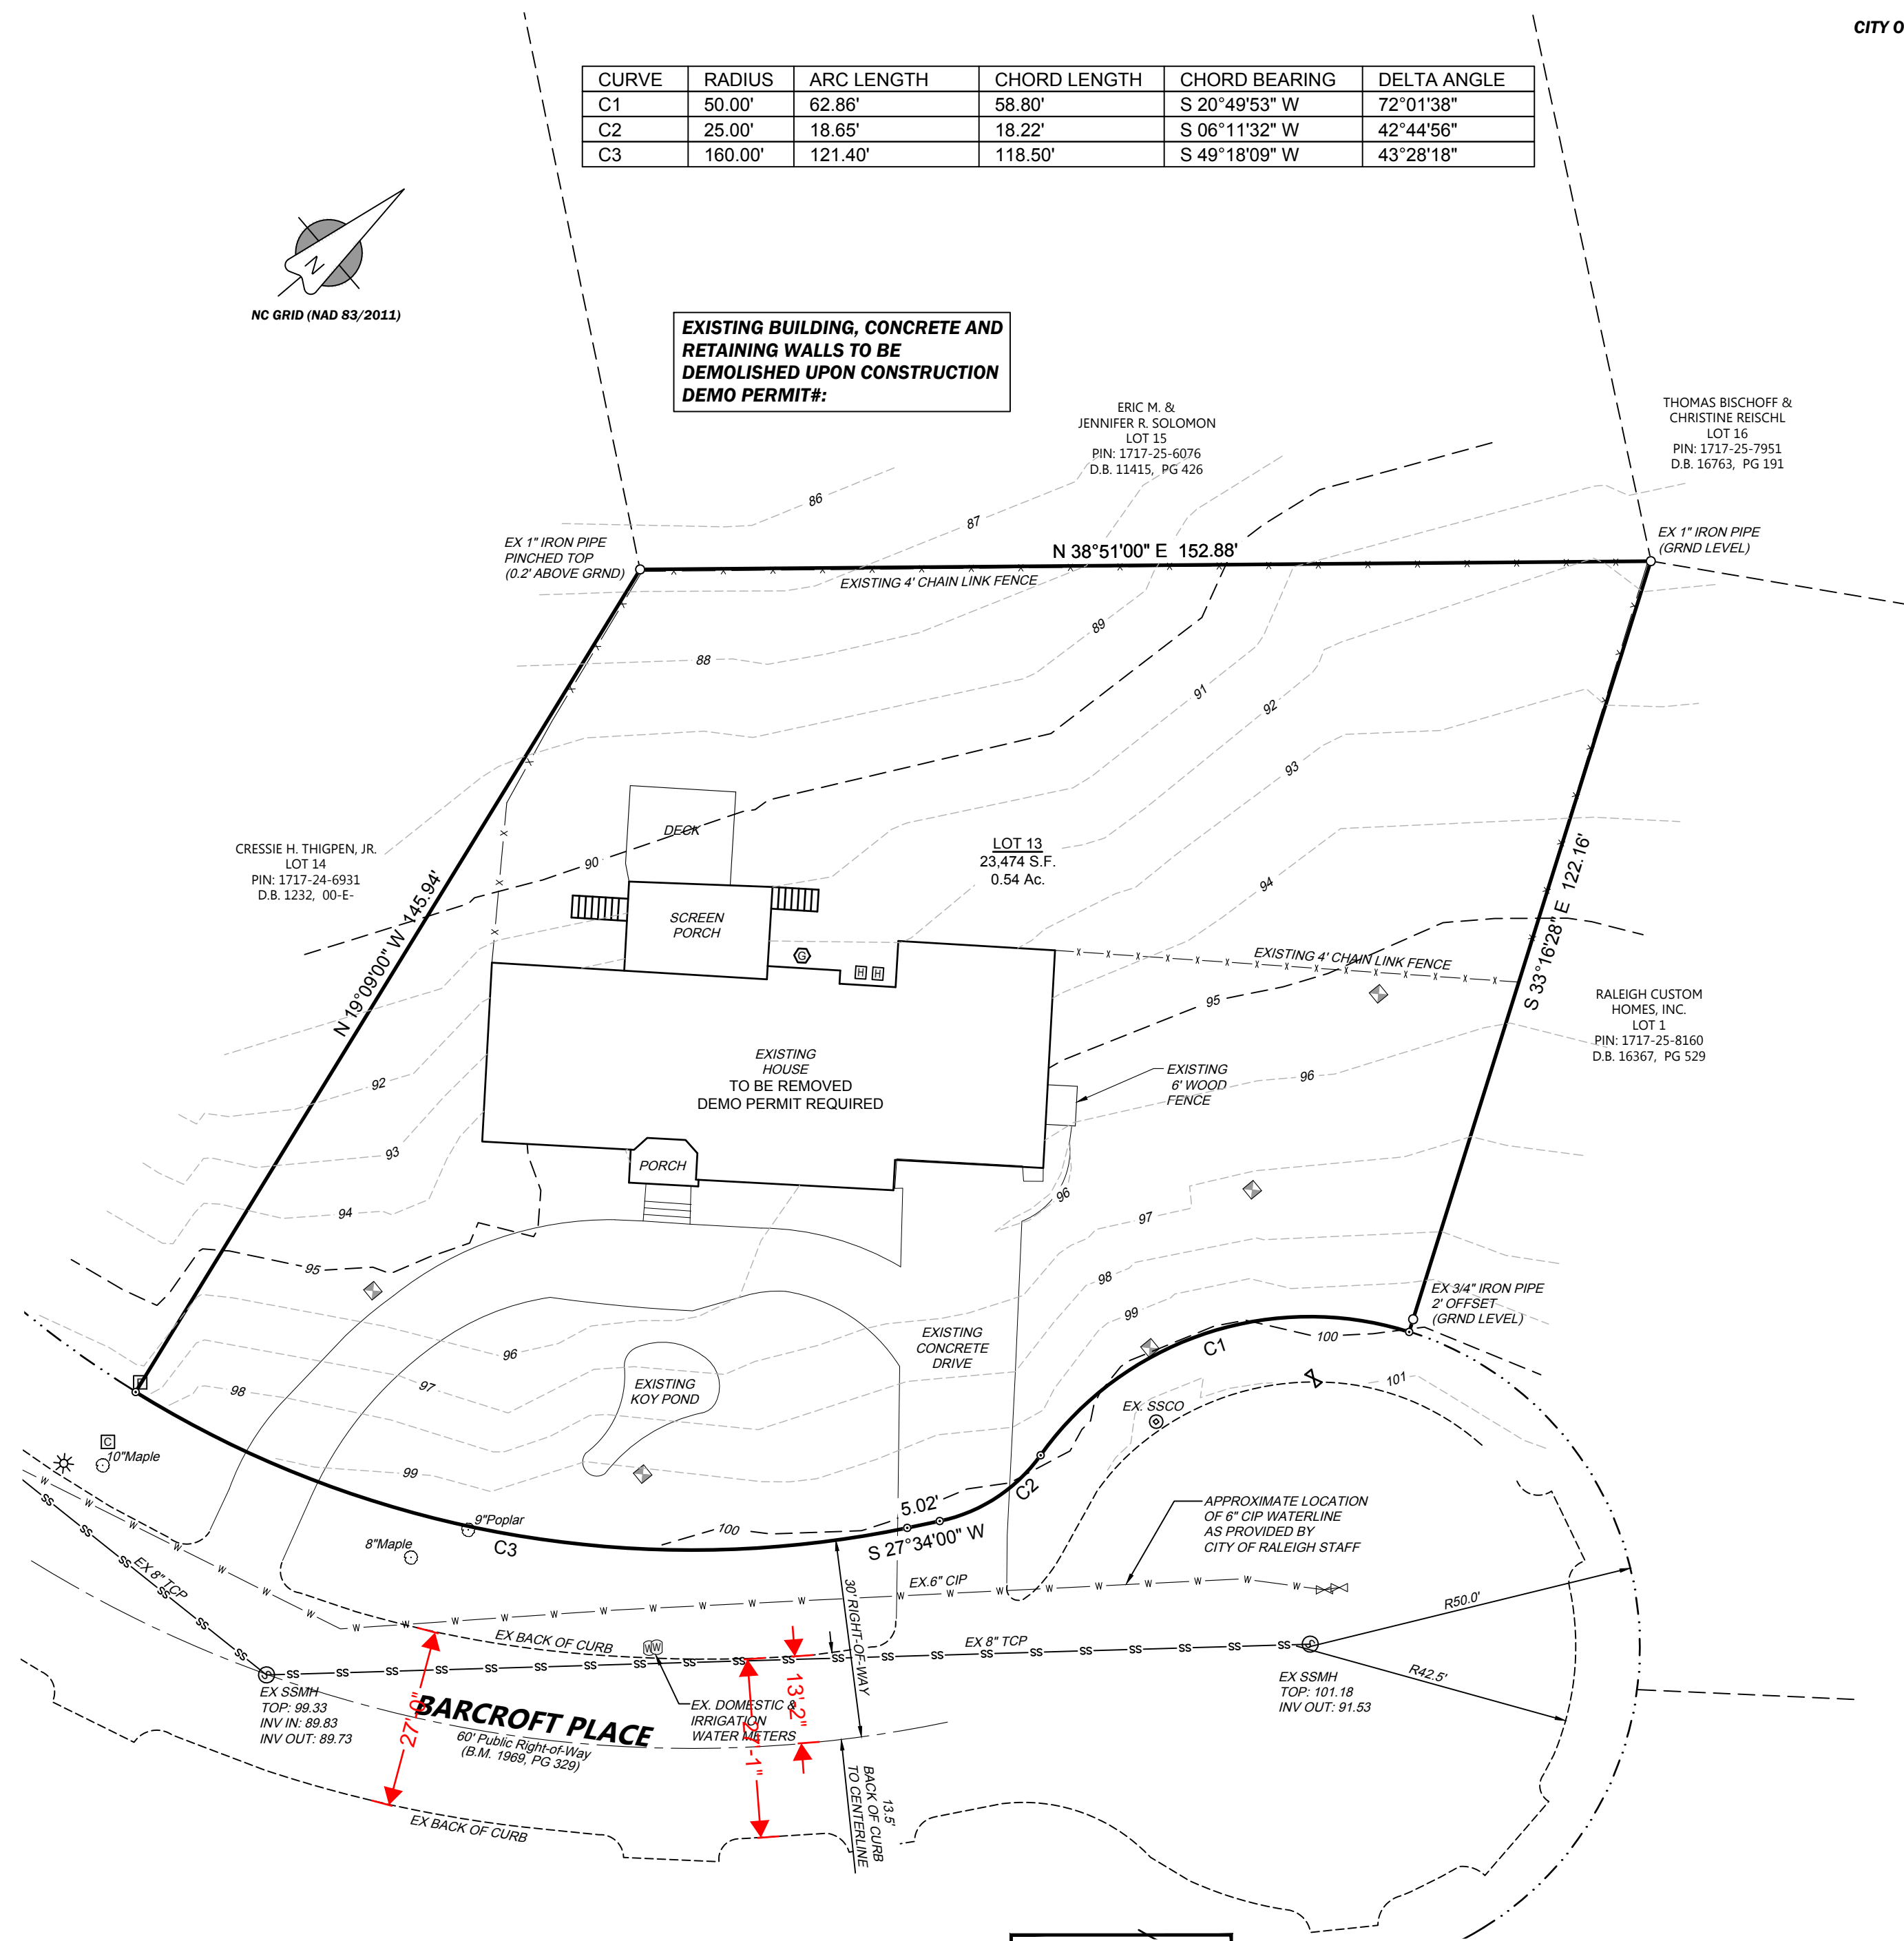 CITY O
CURVE RADIUS ARC LENGTH CHORD LENGTH CHORD BEARING DELTA ANGLE
C1 50.00' 62.86' 58.80' S 20°49'53" W 72°01'38"
C2 25.00' 18.65' 18.22' S 06°11'32" W 42°44'56"
C3 160.00' 121.40' 118.50' S 49°18'09" W 43°28'18"
N
NC GRID (NAD 83/2011)
EXISTING BUILDING, CONCRETE AND
RETAINING WALLS TO BE
DEMOLISHED UPON CONSTRUCTION
DEMO PERMIT#:
ERIC M. &
JENNIFER R. SOLOMON
LOT 15
PIN: 1717-25-6076
D.B. 11415, PG 426
THOMAS BISCHOFF &
CHRISTINE REISCHL
LOT 16
PIN: 1717-25-7951
D.B. 16763, PG 191
86
87
EX 1" IRON PIPE
PINCHED TOP
(0.2' ABOVE GRND)
EX 1" IRON PIPE
(GRND LEVEL)
N 38°51'00" E 152.88'
EXISTING 4' CHAIN LINK FENCE
88
89
91
92
93
94
DECK
90
CRESSIE H. THIGPEN, JR.
LOT 14
PIN: 1717-24-6931
D.B. 1232, 00-E-
N 19°09'00" W 145.94'
LOT 13
23,474 S.F.
0.54 Ac.
SCREEN
PORCH
G
H H
EXISTING 4' CHAIN LINK FENCE
S 33°16'28" E 122.16'
95
RALEIGH CUSTOM
HOMES, INC.
LOT 1
PIN: 1717-25-8160
D.B. 16367, PG 529
EXISTING
HOUSE
TO BE REMOVED
DEMO PERMIT REQUIRED
EXISTING
6' WOOD
FENCE
96
92
93
94
95
PORCH
96
97
98
99
EX 3/4" IRON PIPE
2' OFFSET
(GRND LEVEL)
C1
100
101
EXISTING
CONCRETE
DRIVE
96
97
98
99
EXISTING
KOY POND
EX. SSCO
C
10"Maple
9"Poplar
8"Maple
C3
100
5.02'
S 27°34'00" W
C2
APPROXIMATE LOCATION
OF 6" CIP WATERLINE
AS PROVIDED BY
CITY OF RALEIGH STAFF
EX 8" TCP
EX.6" CIP
30' RIGHT-OF-WAY
EX BACK OF CURB
EX 8" TCP
R50.0'
R42.5'
EX SSMH
TOP: 99.33
INV IN: 89.83
INV OUT: 89.73
EX SSMH
TOP: 101.18
INV OUT: 91.53
27'-0"
BARCROFT PLACE
60' Public Right-of-Way
(B.M. 1969, PG 329)
WW
EX. DOMESTIC &
IRRIGATION
WATER METERS
13'-2"
13.5'
BACK OF CURB
TO CENTERLINE
EX BACK OF CURB